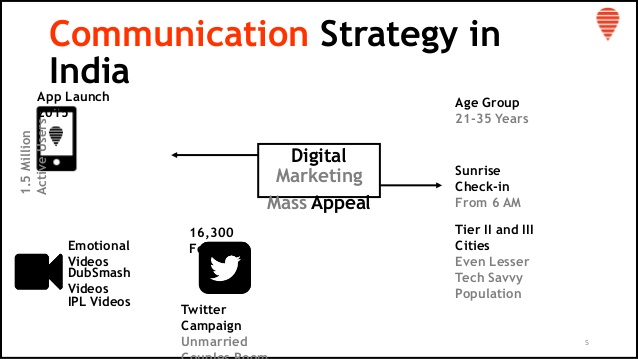 Communication Strategy in
India
App Launch
2015
1.5 Million
Active Users
Digital
Marketing
Mass Appeal
Age Group
21-35 Years
Sunrise
Check-in
From 6 AM
Tier II and III
Cities
Even Lesser
Tech Savvy
Population
Emotional
Videos
DubSmash
Videos
IPL Videos
16,300
Twitter
Campaign
Unmarried
Couples Room
5